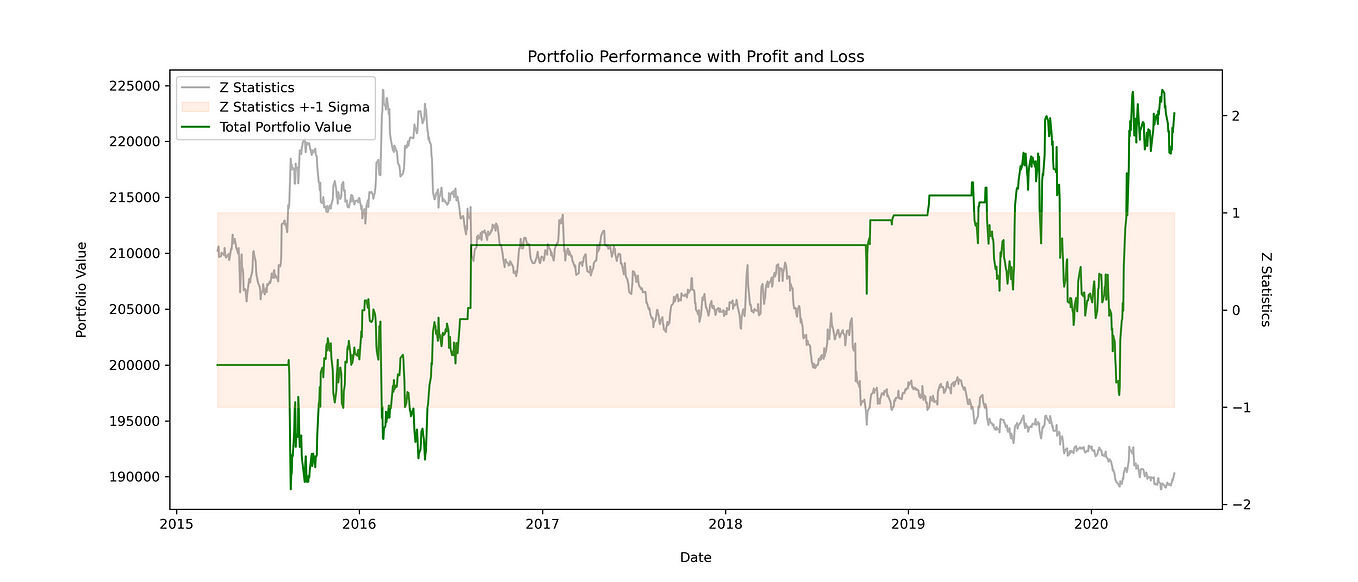 Portfolio Performance with Profit and Loss
Z Statistics
Z Statistics +-1 Sigma
Total Portfolio Value
225000
220000
215000
210000
205000
200000
195000
190000
Portfolio Value
2
1
0
−1
−2
Z Statistics
2015 2016 2017 2018 2019 2020
Date